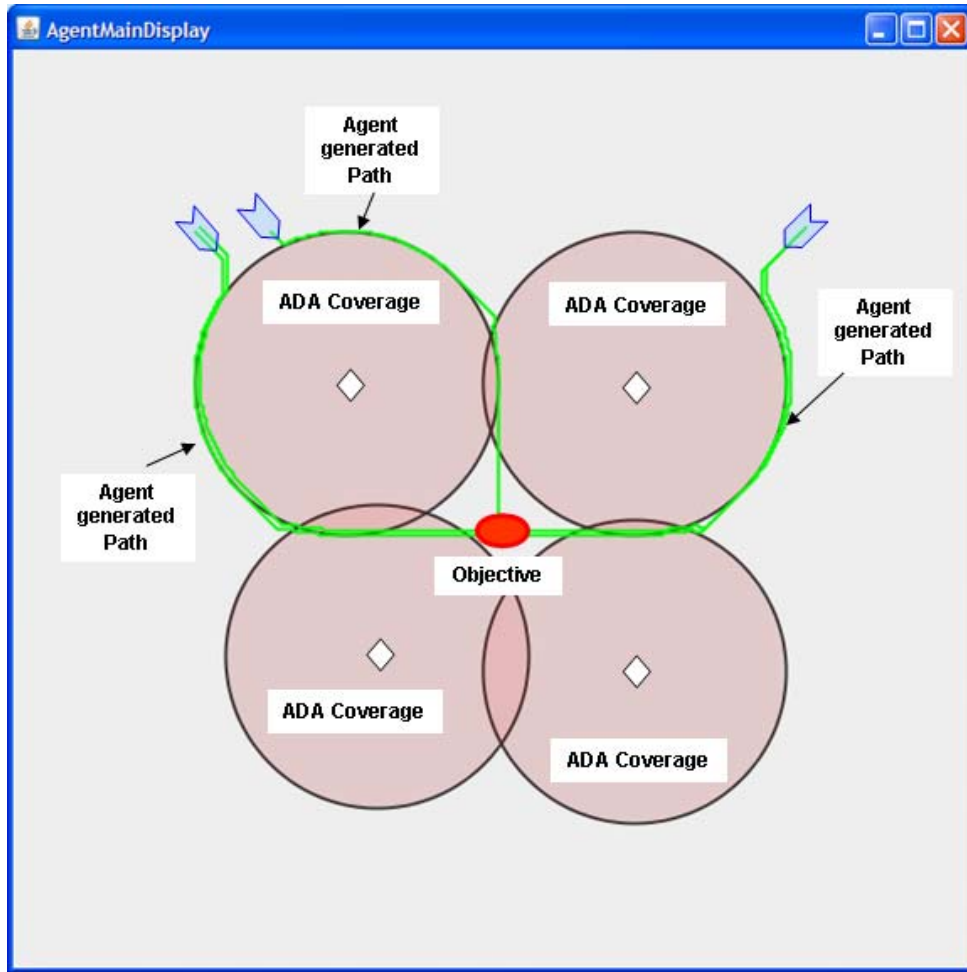 AgentMainDisplay
Agent
generated
Path
ADA Coverage
ADA Coverage
Agent
generated
Path
Agent
generated
Path
Objective
ADA Coverage
ADA Coverage